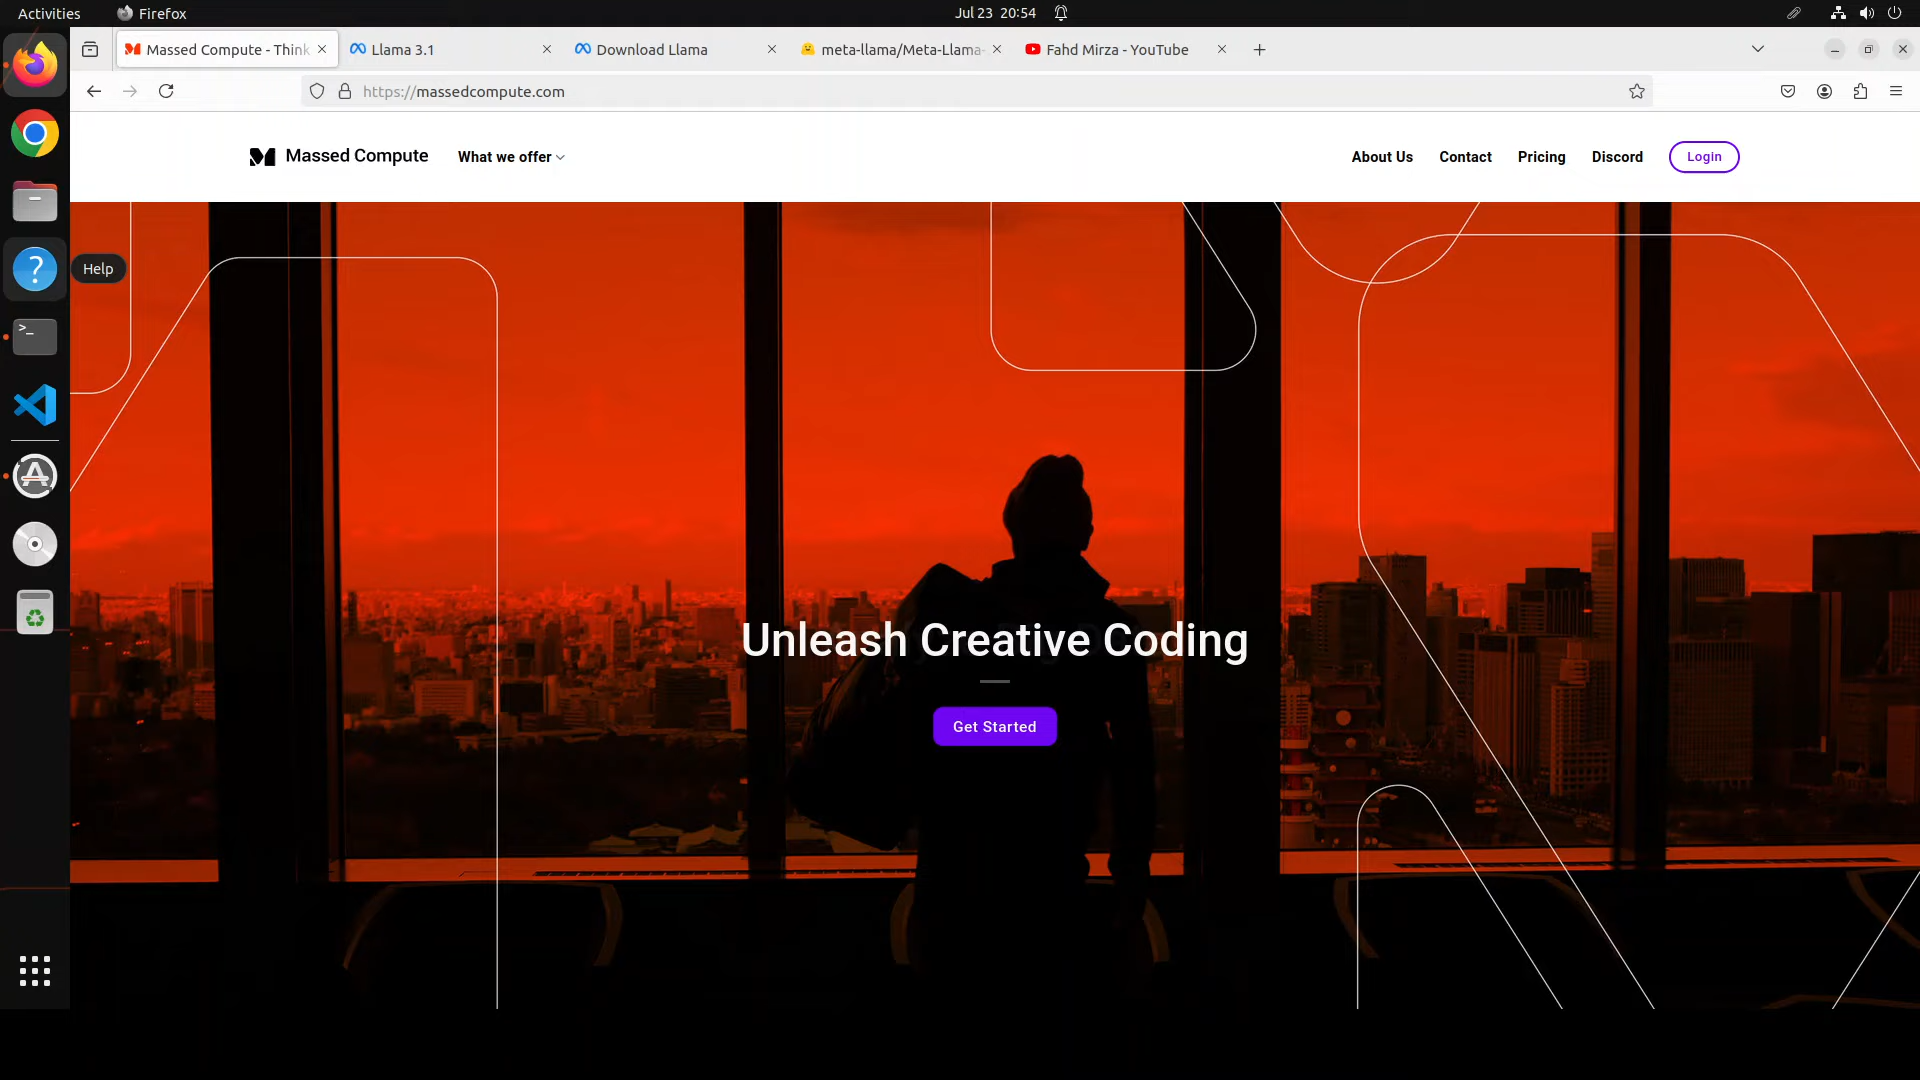 Activities
Firefox
Jul 23 20:54
Massed Compute - Think
Llama 3.1
Download Llama
meta-llama/Meta-Llama-
Fahd Mirza - YouTube
https://massedcompute.com
Massed Compute
What we offer
About Us
Contact
Pricing
Discord
Login
Help
Unleash Creative Coding
Get Started